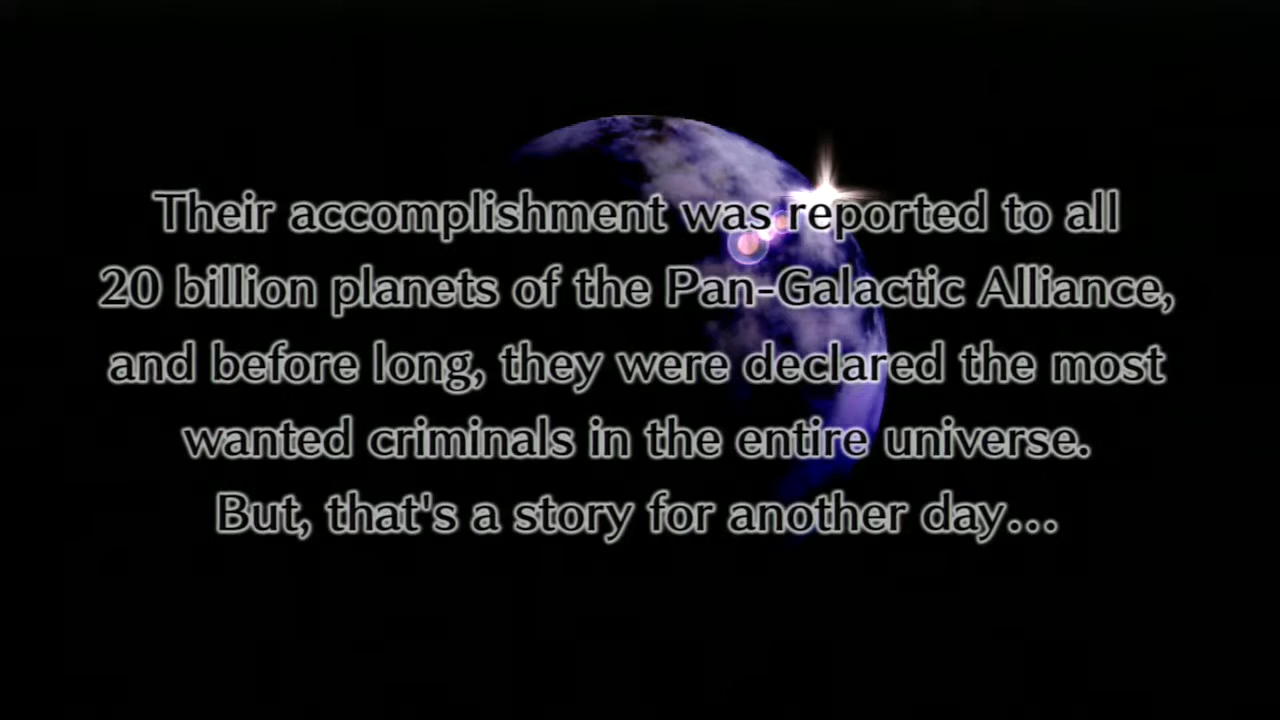 Their accomplishment was reported to all
20 billion planets of the Pan-Galactic Alliance,
and before long, they were declared the most
wanted criminals in the entire universe.
But, that's a story for another day...